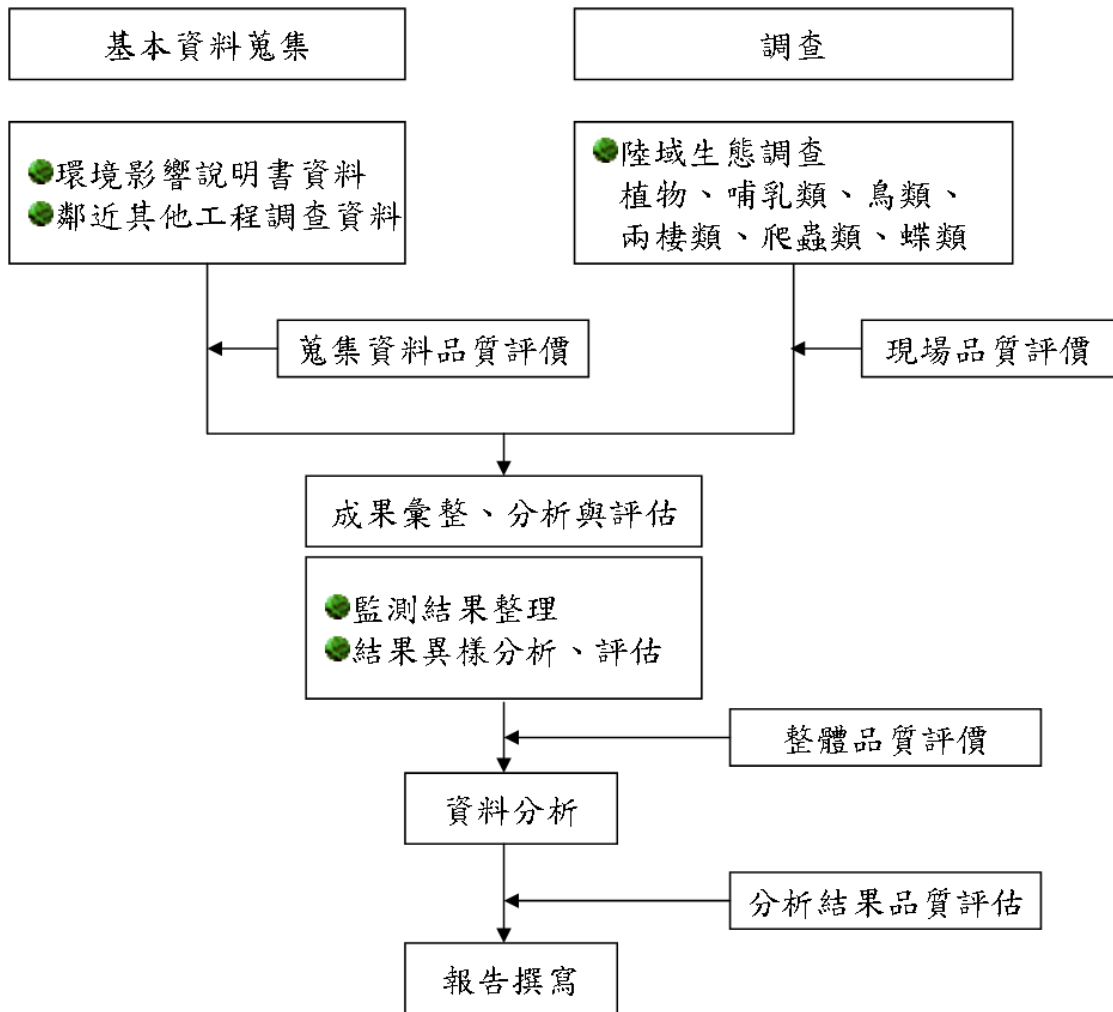 基本資料蒐集
調查
環境影響說明書資料
鄰近其他工程調查資料
陸域生態調查
植物、哺乳類、鳥類、
兩棲類、爬蟲類、蝶類
蒐集資料品質評價
現場品質評價
成果彙整、分析與評估
監測結果整理
結果異樣分析、評估
整體品質評價
資料分析
分析結果品質評估
報告撰寫